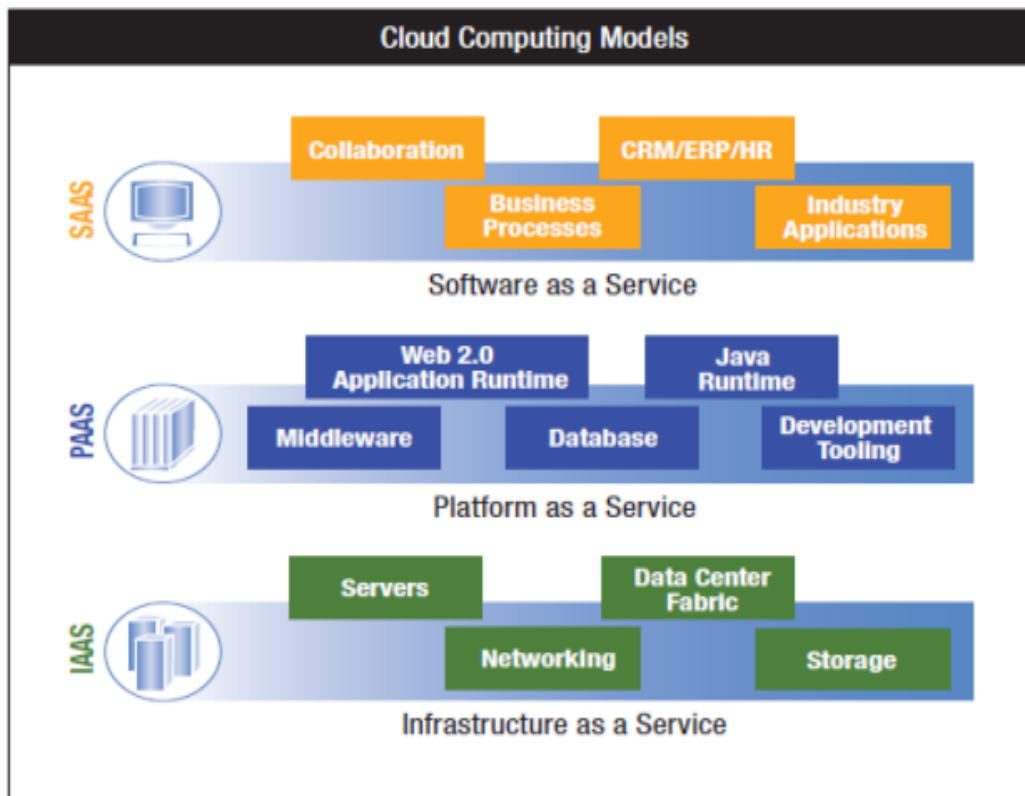 Cloud Computing Models
SAAS
Collaboration
CRM/ERP/HR
Business
Processes
Industry
Applications
Software as a Service
PAAS
Web 2.0
Application Runtime
Java
Runtime
Middleware
Database
Development
Tooling
Platform as a Service
IAAS
Servers
Data Center
Fabric
Networking
Storage
Infrastructure as a Service